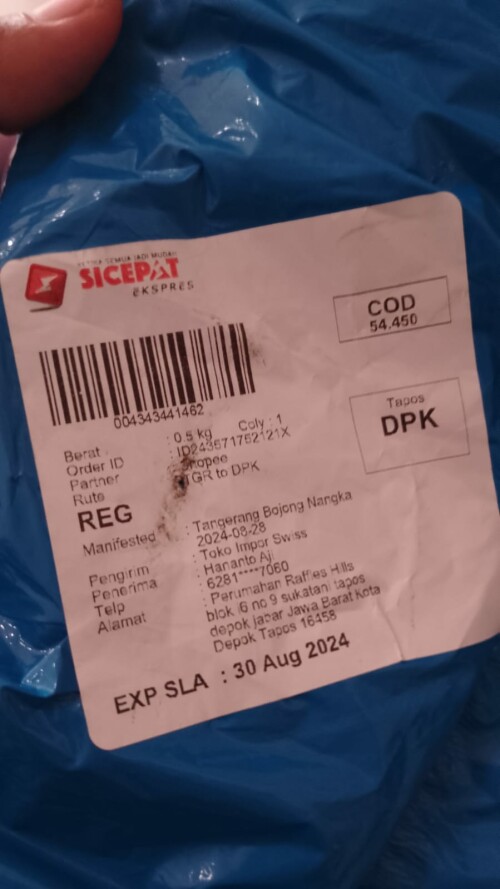 SICEPAT
EKSPRES
COD
54.450
004343441462
Tapos
DPK
Berat : 0.5 kg Coly : 1
Order ID : ID243671752121X
Partner
Rute : TGR to DPK
REG
Manifested : Tangerang Bojong Nangka
2024-08-28
Pengirim : Toko Impor Swiss
Penerima : Hananto Aji
Telp : 6281****7060
Alamat : Perumahan Raffles Hills
blok i6 no 9 sukatani tapos
depok jabar Jawa Barat Kota
Depok Tapos 16458
EXP SLA : 30 Aug 2024